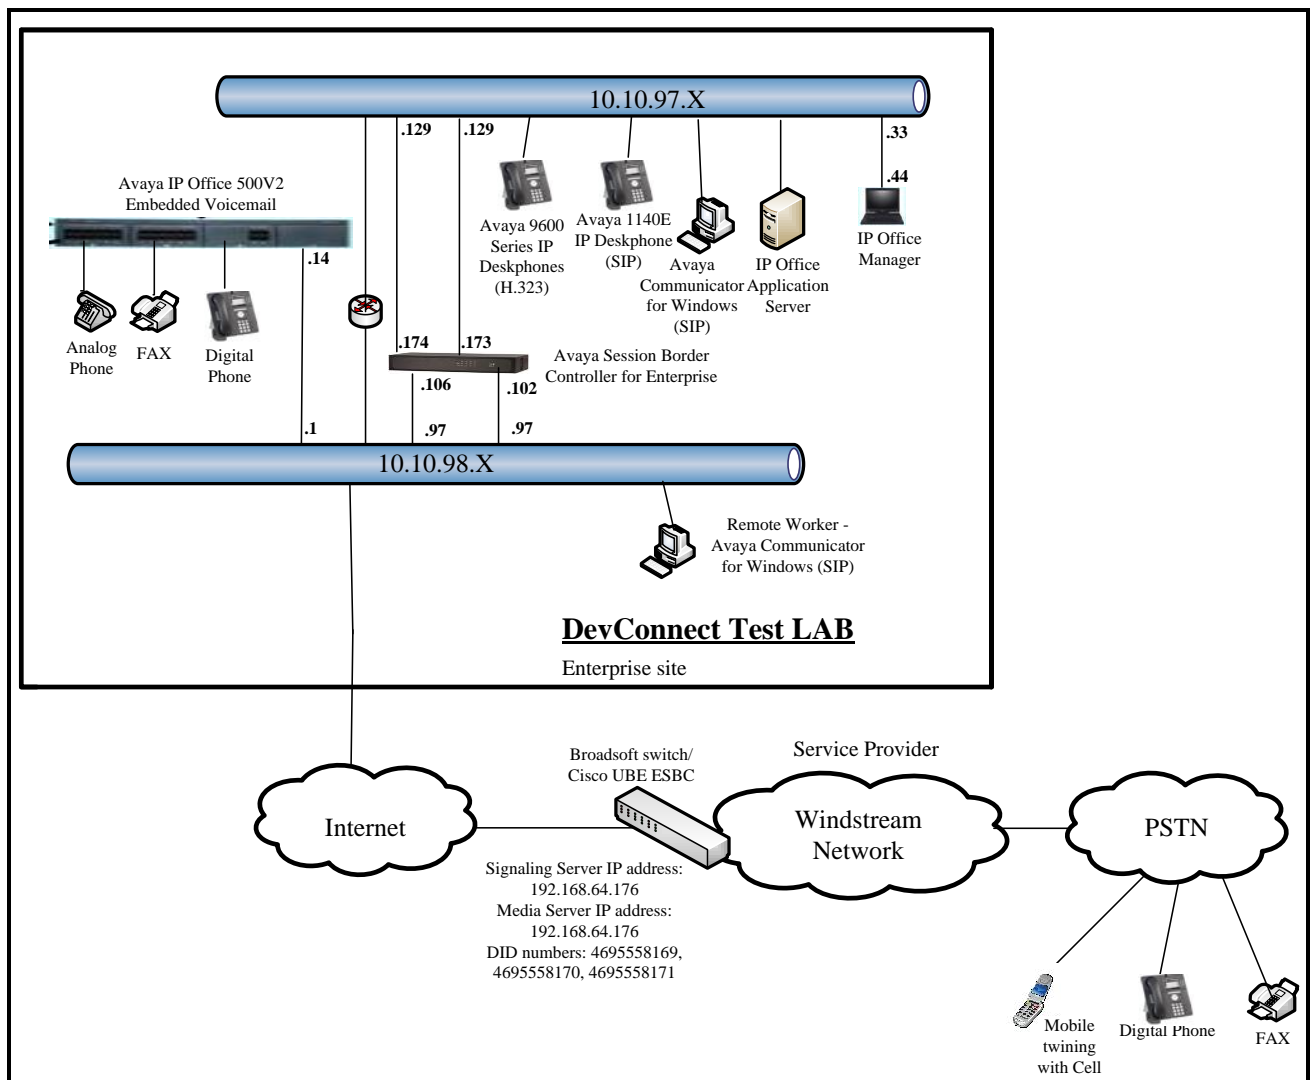 10.10.97.X
.129
.129
.33
.44
Avaya IP Office 500V2
Embedded Voicemail
.14
Analog
Phone
FAX
Digital
Phone
Avaya 9600
Series IP
Deskphones
(H.323)
Avaya 1140E
IP Deskphone
(SIP)
Avaya
Communicator
for Windows
(SIP)
IP Office
Application
Server
IP Office
Manager
.174
.173
Avaya Session Border
Controller for Enterprise
.106
.102
.1
.97
.97
10.10.98.X
Remote Worker -
Avaya Communicator
for Windows (SIP)
DevConnect Test LAB
Enterprise site
Internet
Broadsoft switch/
Cisco UBE ESBC
Signaling Server IP address:
192.168.64.176
Media Server IP address:
192.168.64.176
DID numbers: 4695558169,
4695558170, 4695558171
Service Provider
Windstream
Network
PSTN
Mobile
twining
with Cell
Digital Phone
FAX